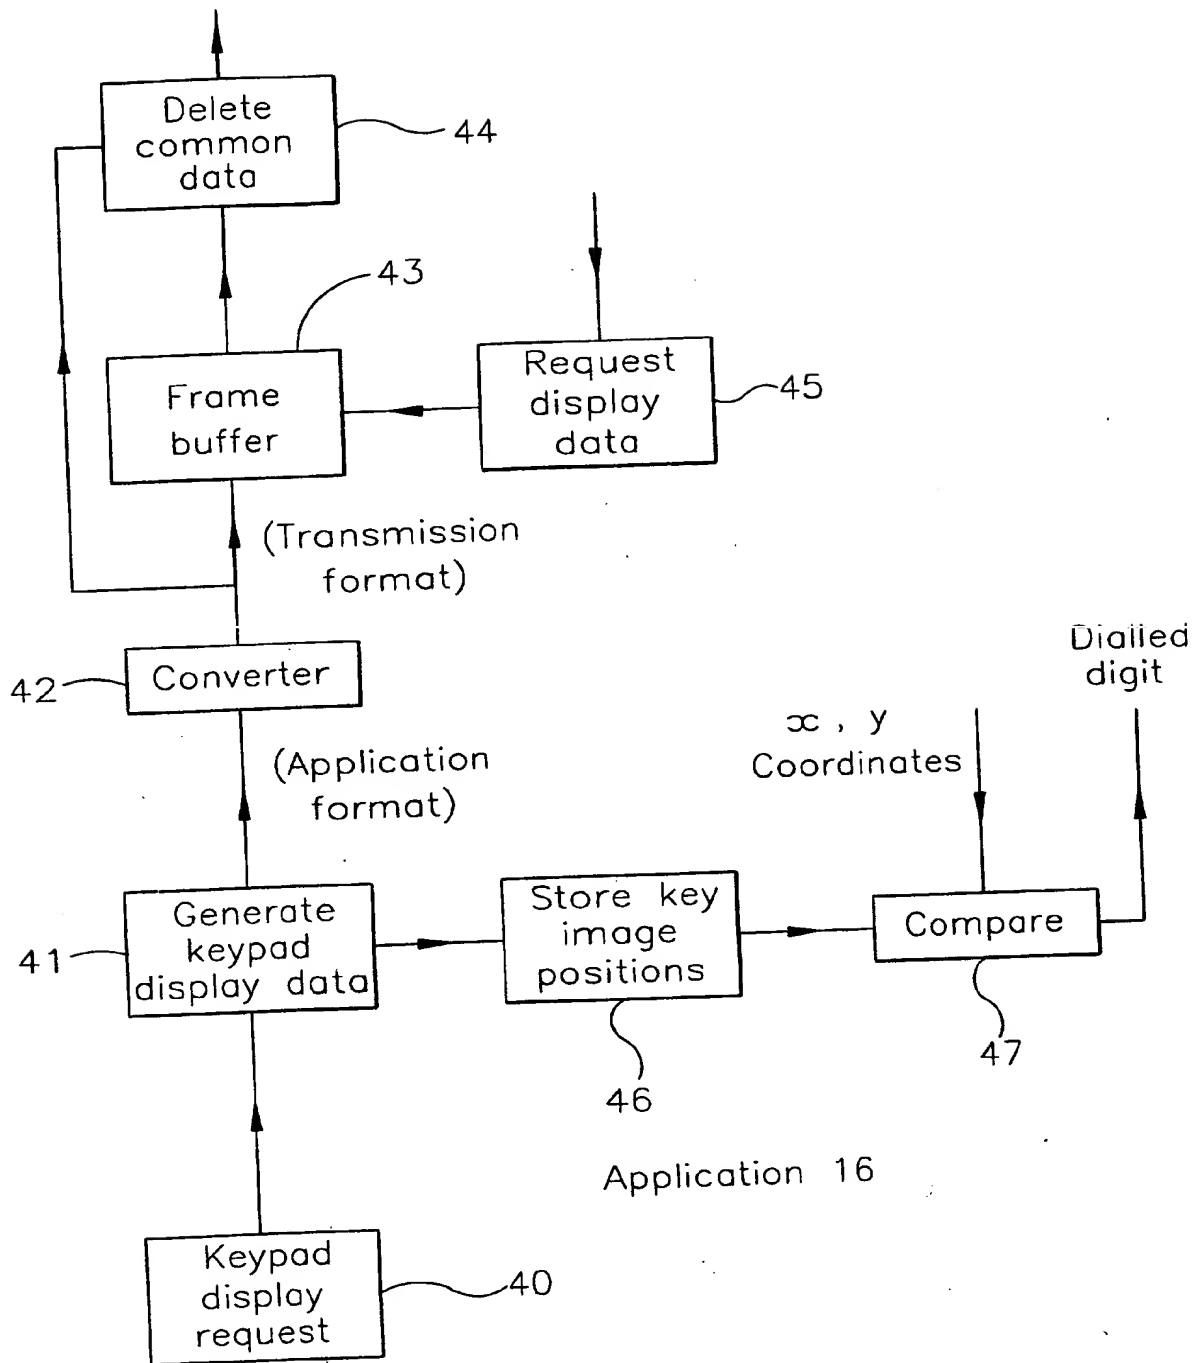 Delete
common
data
44
43
Frame
buffer
Request
display
data
45
(Transmission
format)
Converter
42
Dialled
digit
x , y
Coordinates
(Application
format)
Generate
keypad
display data
41
Store key
image
positions
46
Compare
47
Application 16
Keypad
display
request
40